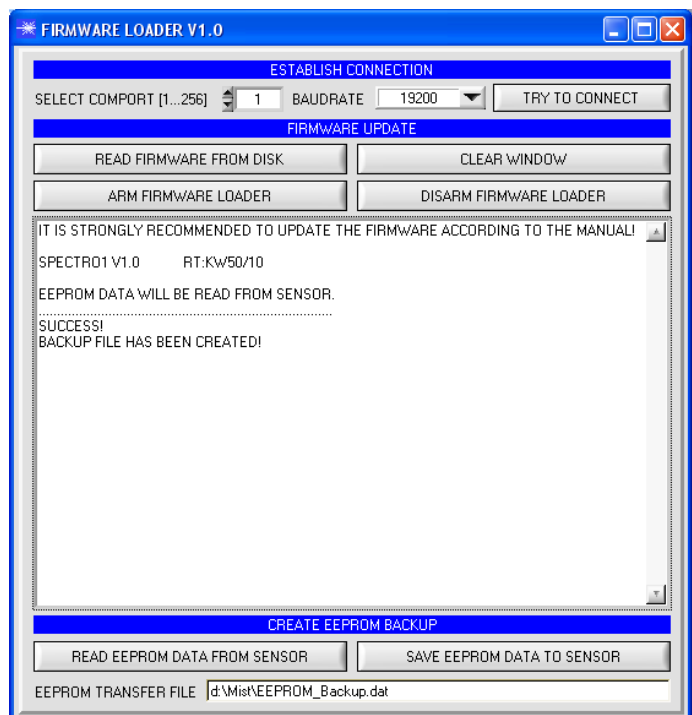 FIRMWARE LOADER V1.0
ESTABLISH CONNECTION
SELECT COMPORT [1...256] 1 BAUDRATE 19200 TRY TO CONNECT
FIRMWARE UPDATE
READ FIRMWARE FROM DISK CLEAR WINDOW
ARM FIRMWARE LOADER DISARM FIRMWARE LOADER
IT IS STRONGLY RECOMMENDED TO UPDATE THE FIRMWARE ACCORDING TO THE MANUAL!
SPECTRO1 V1.0 RT:KW50/10
EEPROM DATA WILL BE READ FROM SENSOR.
..........................................................................
SUCCESS!
BACKUP FILE HAS BEEN CREATED!
CREATE EEPROM BACKUP
READ EEPROM DATA FROM SENSOR SAVE EEPROM DATA TO SENSOR
EEPROM TRANSFER FILE d:\Mist\EEPROM_Backup.dat